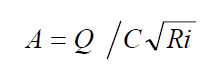 A = Q / C√Ri